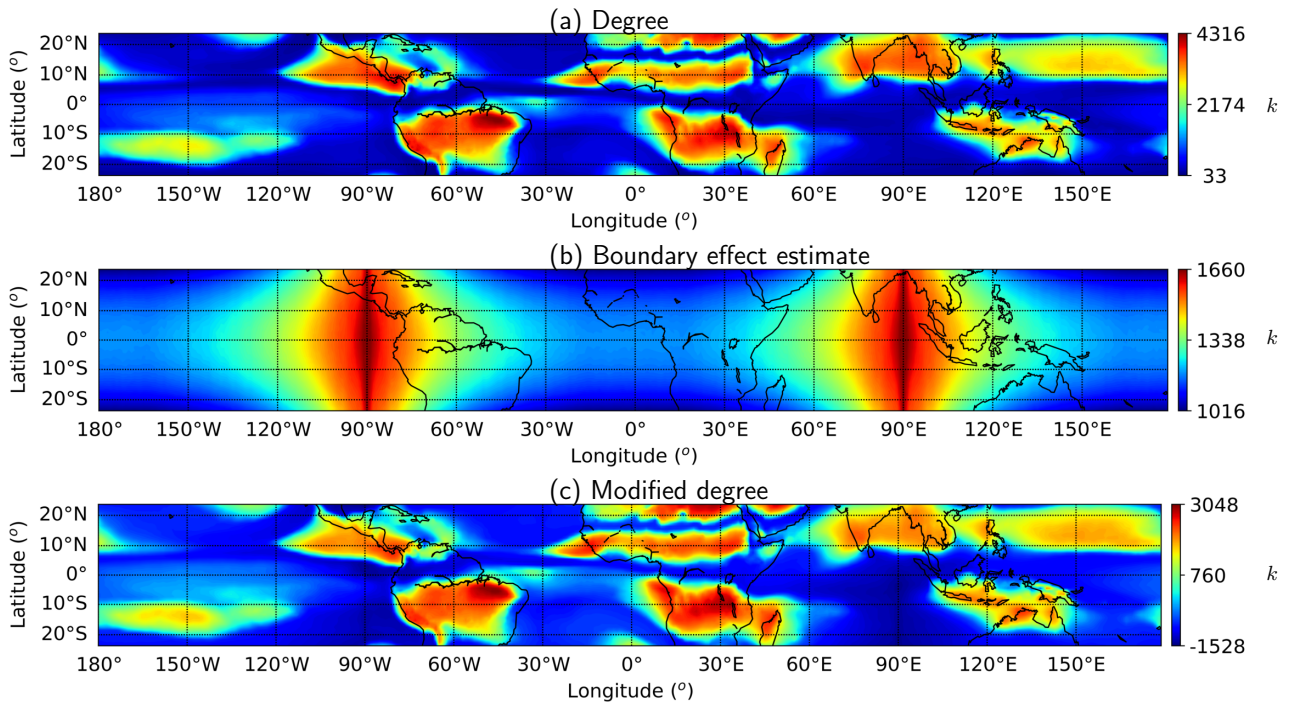 (a) Degree
Latitude (o)
20°N
10°N
0°
10°S
20°S
180° 150°W 120°W 90°W 60°W 30°W 0° 30°E 60°E 90°E 120°E 150°E
Longitude (o)
4316
2174
33
k
(b) Boundary effect estimate
Latitude (o)
20°N
10°N
0°
10°S
20°S
180° 150°W 120°W 90°W 60°W 30°W 0° 30°E 60°E 90°E 120°E 150°E
Longitude (o)
1660
1338
1016
k
(c) Modified degree
Latitude (o)
20°N
10°N
0°
10°S
20°S
180° 150°W 120°W 90°W 60°W 30°W 0° 30°E 60°E 90°E 120°E 150°E
Longitude (o)
3048
760
-1528
k